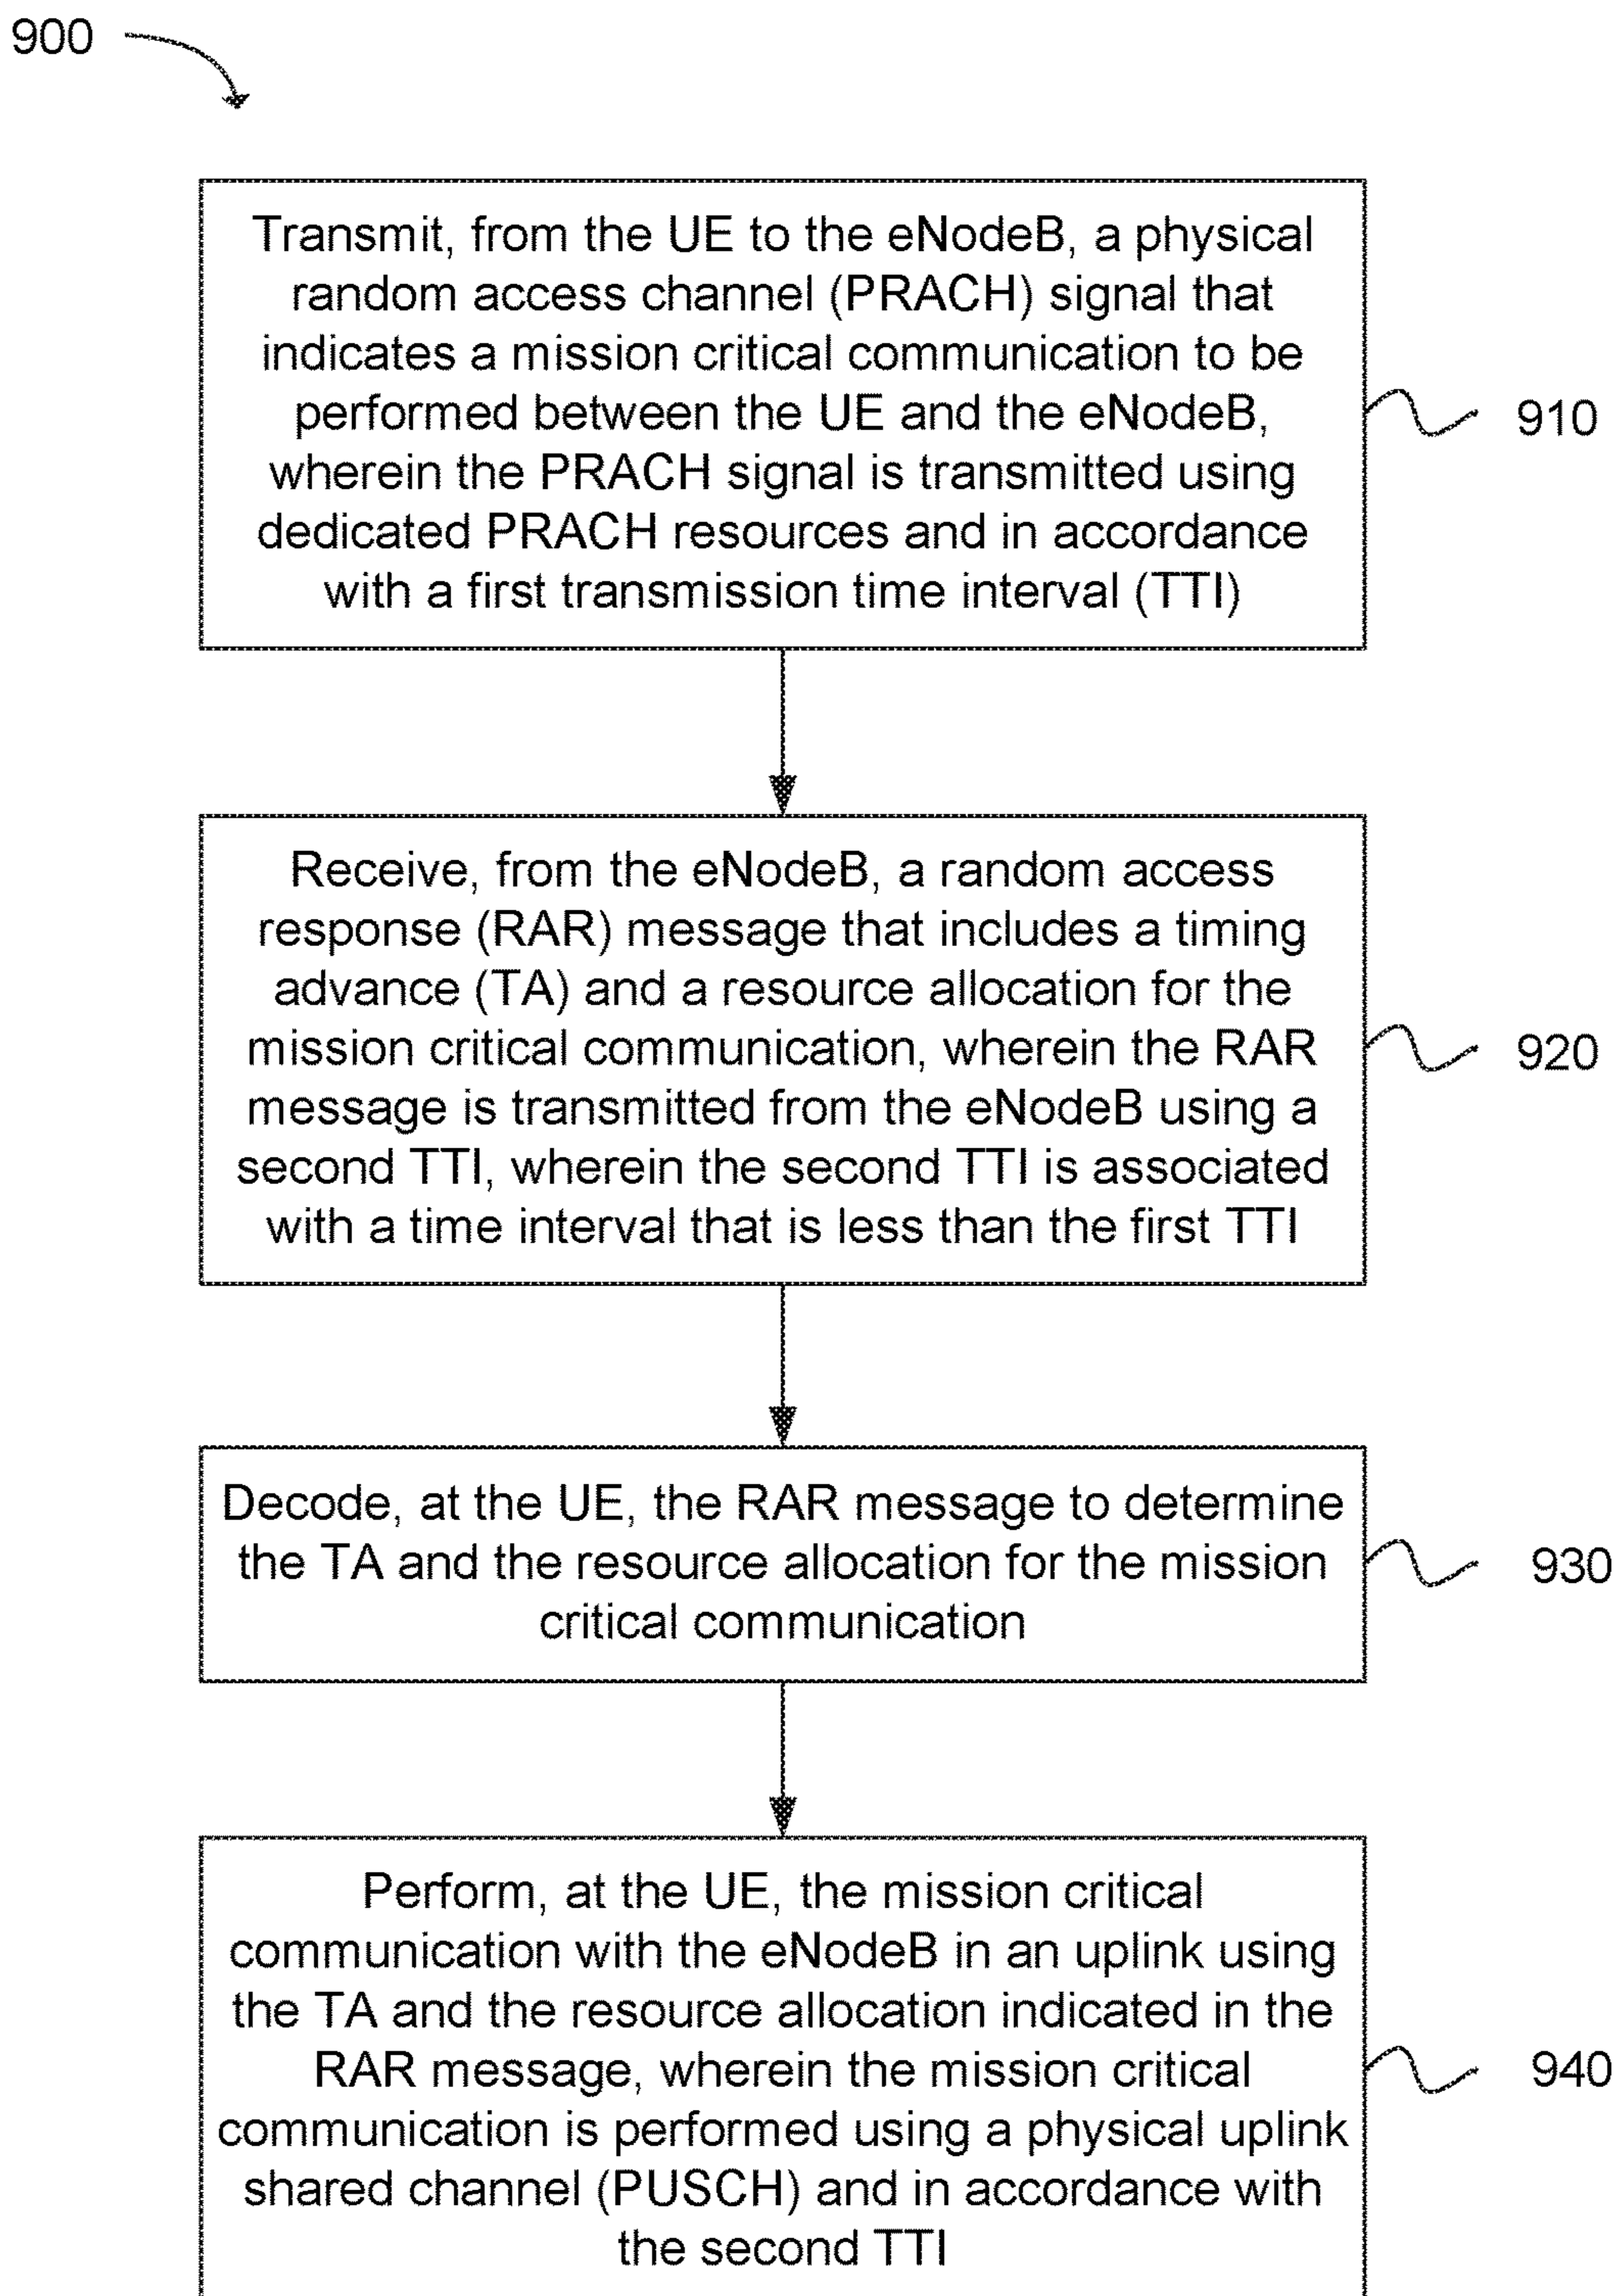 900
Transmit, from the UE to the eNodeB, a physical
random access channel (PRACH) signal that
indicates a mission critical communication to be
performed between the UE and the eNodeB,
wherein the PRACH signal is transmitted using
dedicated PRACH resources and in accordance
with a first transmission time interval (TTI)
910
Receive, from the eNodeB, a random access
response (RAR) message that includes a timing
advance (TA) and a resource allocation for the
mission critical communication, wherein the RAR
message is transmitted from the eNodeB using a
second TTI, wherein the second TTI is associated
with a time interval that is less than the first TTI
920
Decode, at the UE, the RAR message to determine
the TA and the resource allocation for the mission
critical communication
930
Perform, at the UE, the mission critical
communication with the eNodeB in an uplink using
the TA and the resource allocation indicated in the
RAR message, wherein the mission critical
communication is performed using a physical uplink
shared channel (PUSCH) and in accordance with
the second TTI
940